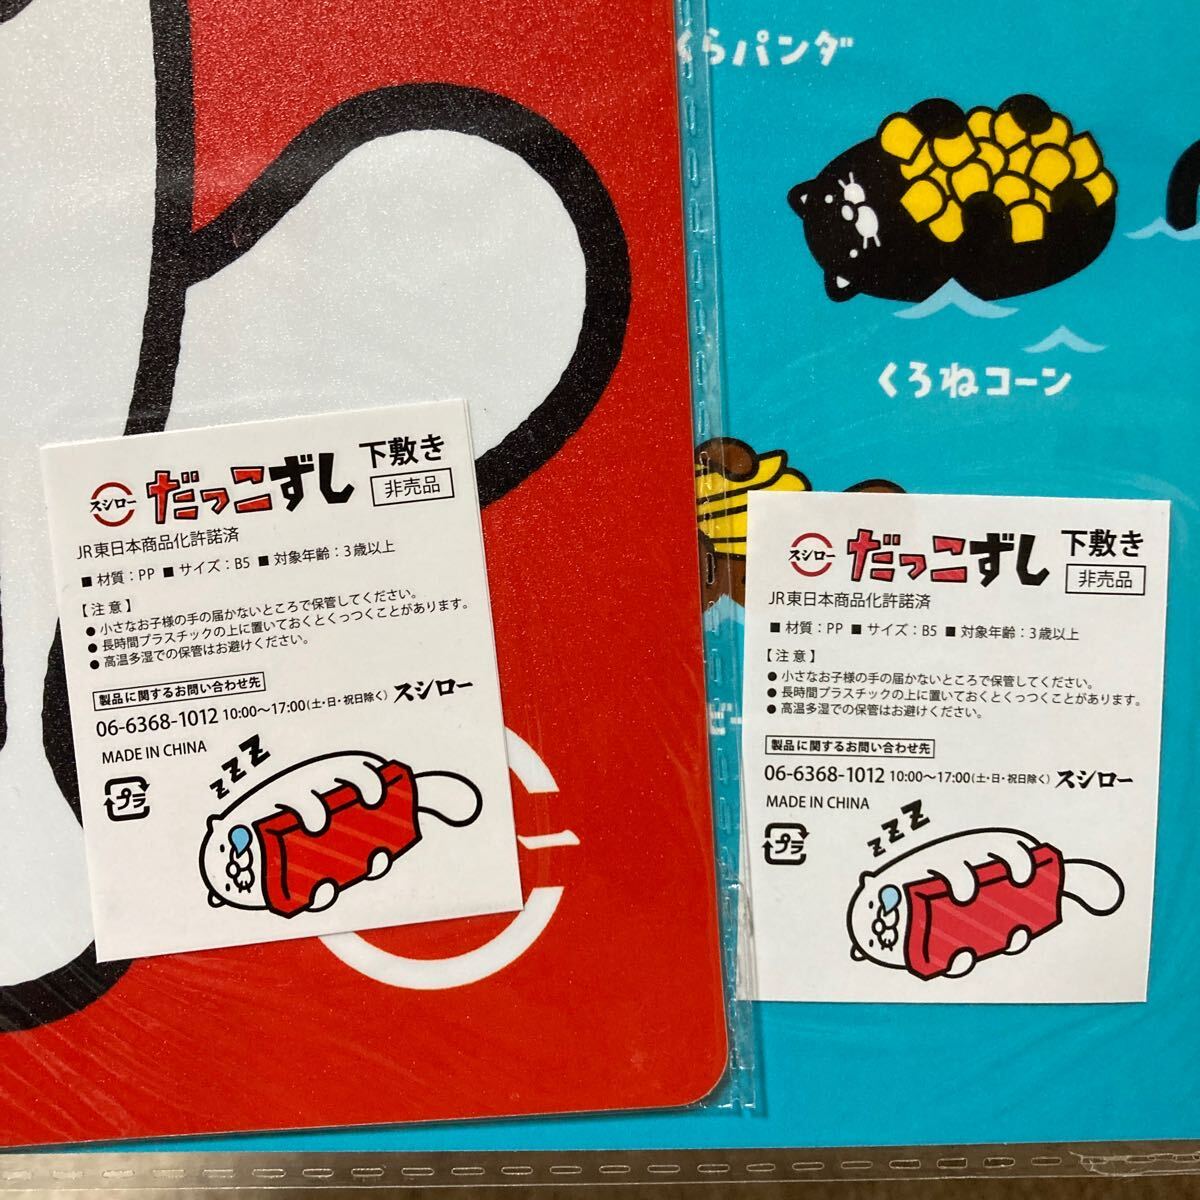 くらパンダ
くろねコーン
スシロー だっこずし 下敷き
非売品
JR東日本商品化許諾済
■ 材質：PP ■ サイズ：B5 ■ 対象年齢：3歳以上
【 注 意 】
● 小さなお子様の手の届かないところで保管してください。
● 長時間プラスチックの上に置いておくとくっつくことがあります。
● 高温多湿での保管はお避けください。
製品に関するお問い合わせ先
06-6368-1012 10:00〜17:00(土・日・祝日除く) スシロー
MADE IN CHINA
プラ
zzZ
スシロー だっこずし 下敷き
非売品
JR東日本商品化許諾済
■ 材質：PP ■ サイズ：B5 ■ 対象年齢：3歳以上
【 注 意 】
● 小さなお子様の手の届かないところで保管してください。
● 長時間プラスチックの上に置いておくとくっつくことがあります。
● 高温多湿での保管はお避けください。
製品に関するお問い合わせ先
06-6368-1012 10:00〜17:00(土・日・祝日除く) スシロー
MADE IN CHINA
プラ
zzZ